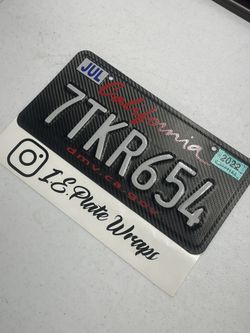 JUL
2022
California
7TKR654
dmv.ca.gov
I.E. Plate Wraps